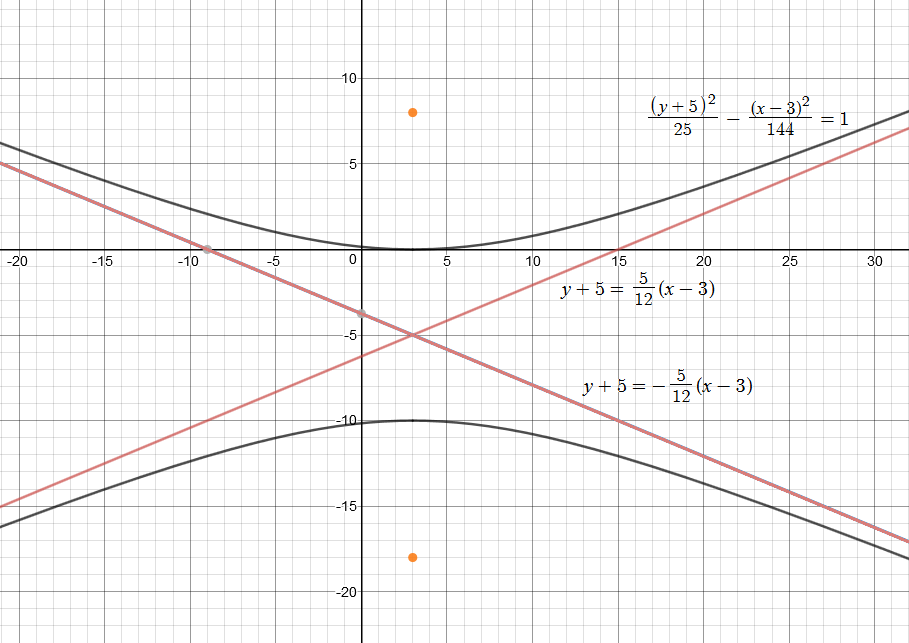 10
(y + 5)² / 25 − (x − 3)² / 144 = 1
5
-20 -15 -10 -5 0 5 10 15 20 25 30
y + 5 = 5/12 (x − 3)
-5
y + 5 = − 5/12 (x − 3)
-10
-15
-20